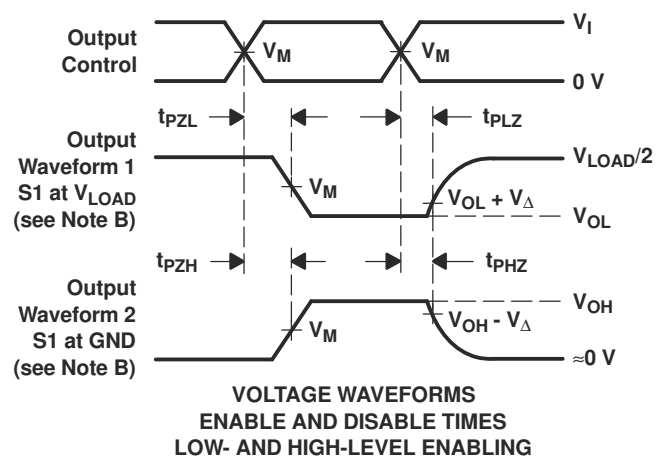 Output
Control
V_M
V_M
V_I
0 V
t_PZL
t_PLZ
Output
Waveform 1
S1 at V_LOAD
(see Note B)
V_M
V_LOAD/2
V_OL + V_Δ
V_OL
t_PZH
t_PHZ
Output
Waveform 2
S1 at GND
(see Note B)
V_M
V_OH
V_OH - V_Δ
≈0 V
VOLTAGE WAVEFORMS
ENABLE AND DISABLE TIMES
LOW- AND HIGH-LEVEL ENABLING